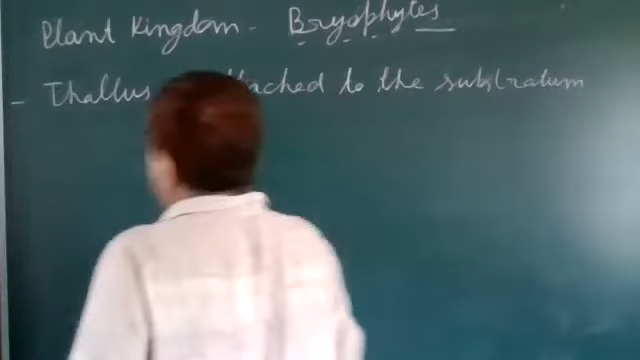 Plant Kingdom - Bryophytes
- Thallus attached to the substratum